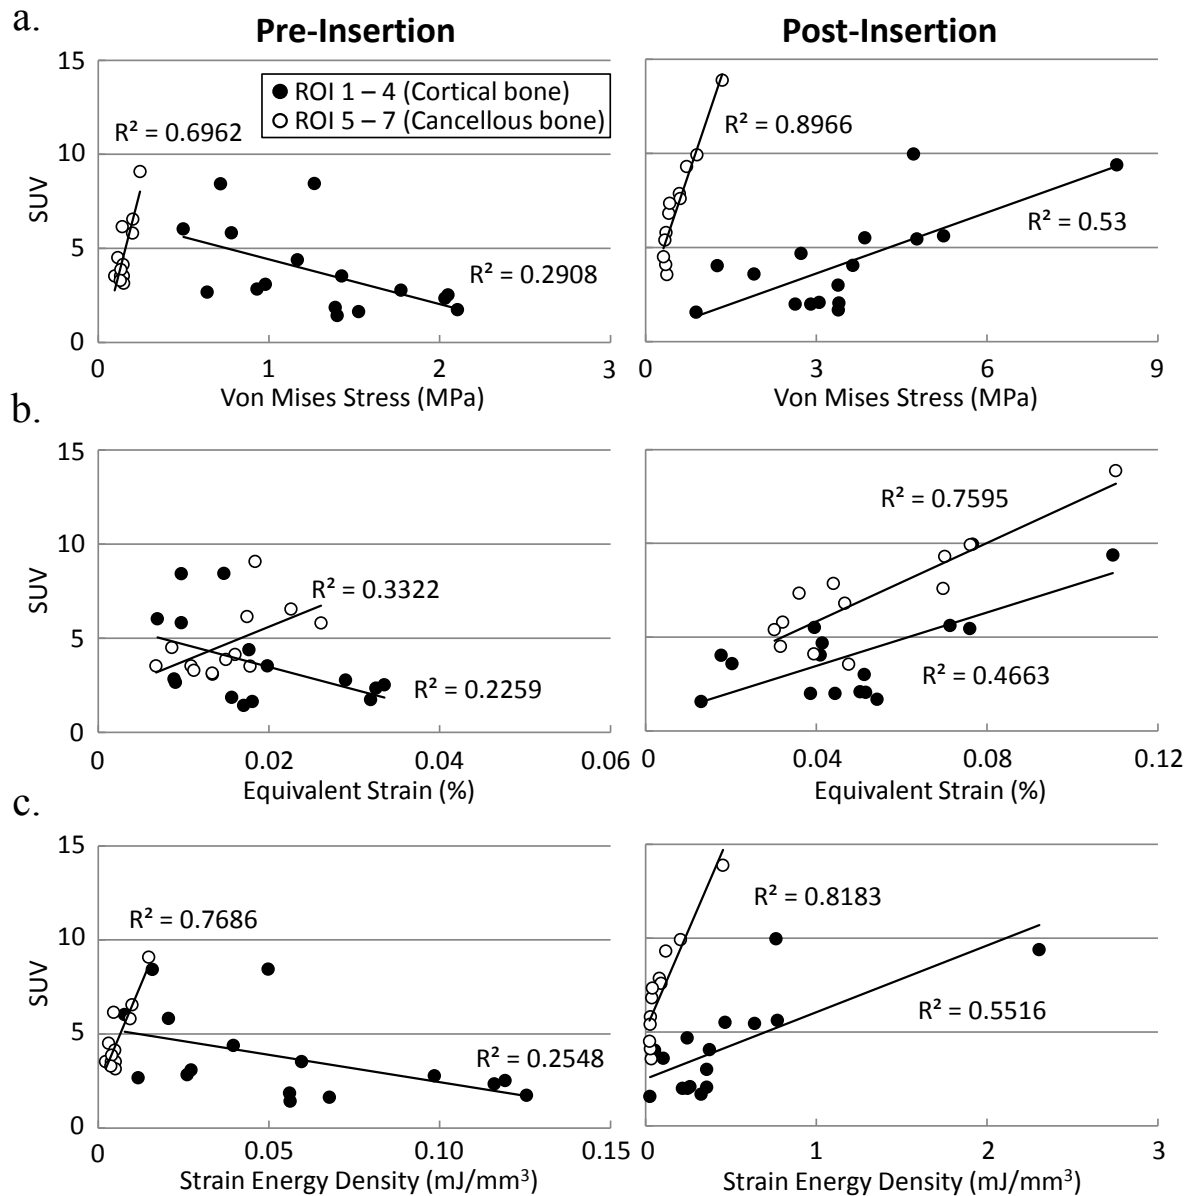 a.
Pre-Insertion
Post-Insertion
15
10
5
0
SUV
ROI 1 – 4 (Cortical bone)
ROI 5 – 7 (Cancellous bone)
R² = 0.6962
R² = 0.2908
0 1 2 3
Von Mises Stress (MPa)
R² = 0.8966
R² = 0.53
0 3 6 9
Von Mises Stress (MPa)
b.
15
10
5
0
SUV
R² = 0.3322
R² = 0.2259
0 0.02 0.04 0.06
Equivalent Strain (%)
R² = 0.7595
R² = 0.4663
0 0.04 0.08 0.12
Equivalent Strain (%)
c.
15
10
5
0
SUV
R² = 0.7686
R² = 0.2548
0 0.05 0.10 0.15
Strain Energy Density (mJ/mm³)
R² = 0.8183
R² = 0.5516
0 1 2 3
Strain Energy Density (mJ/mm³)